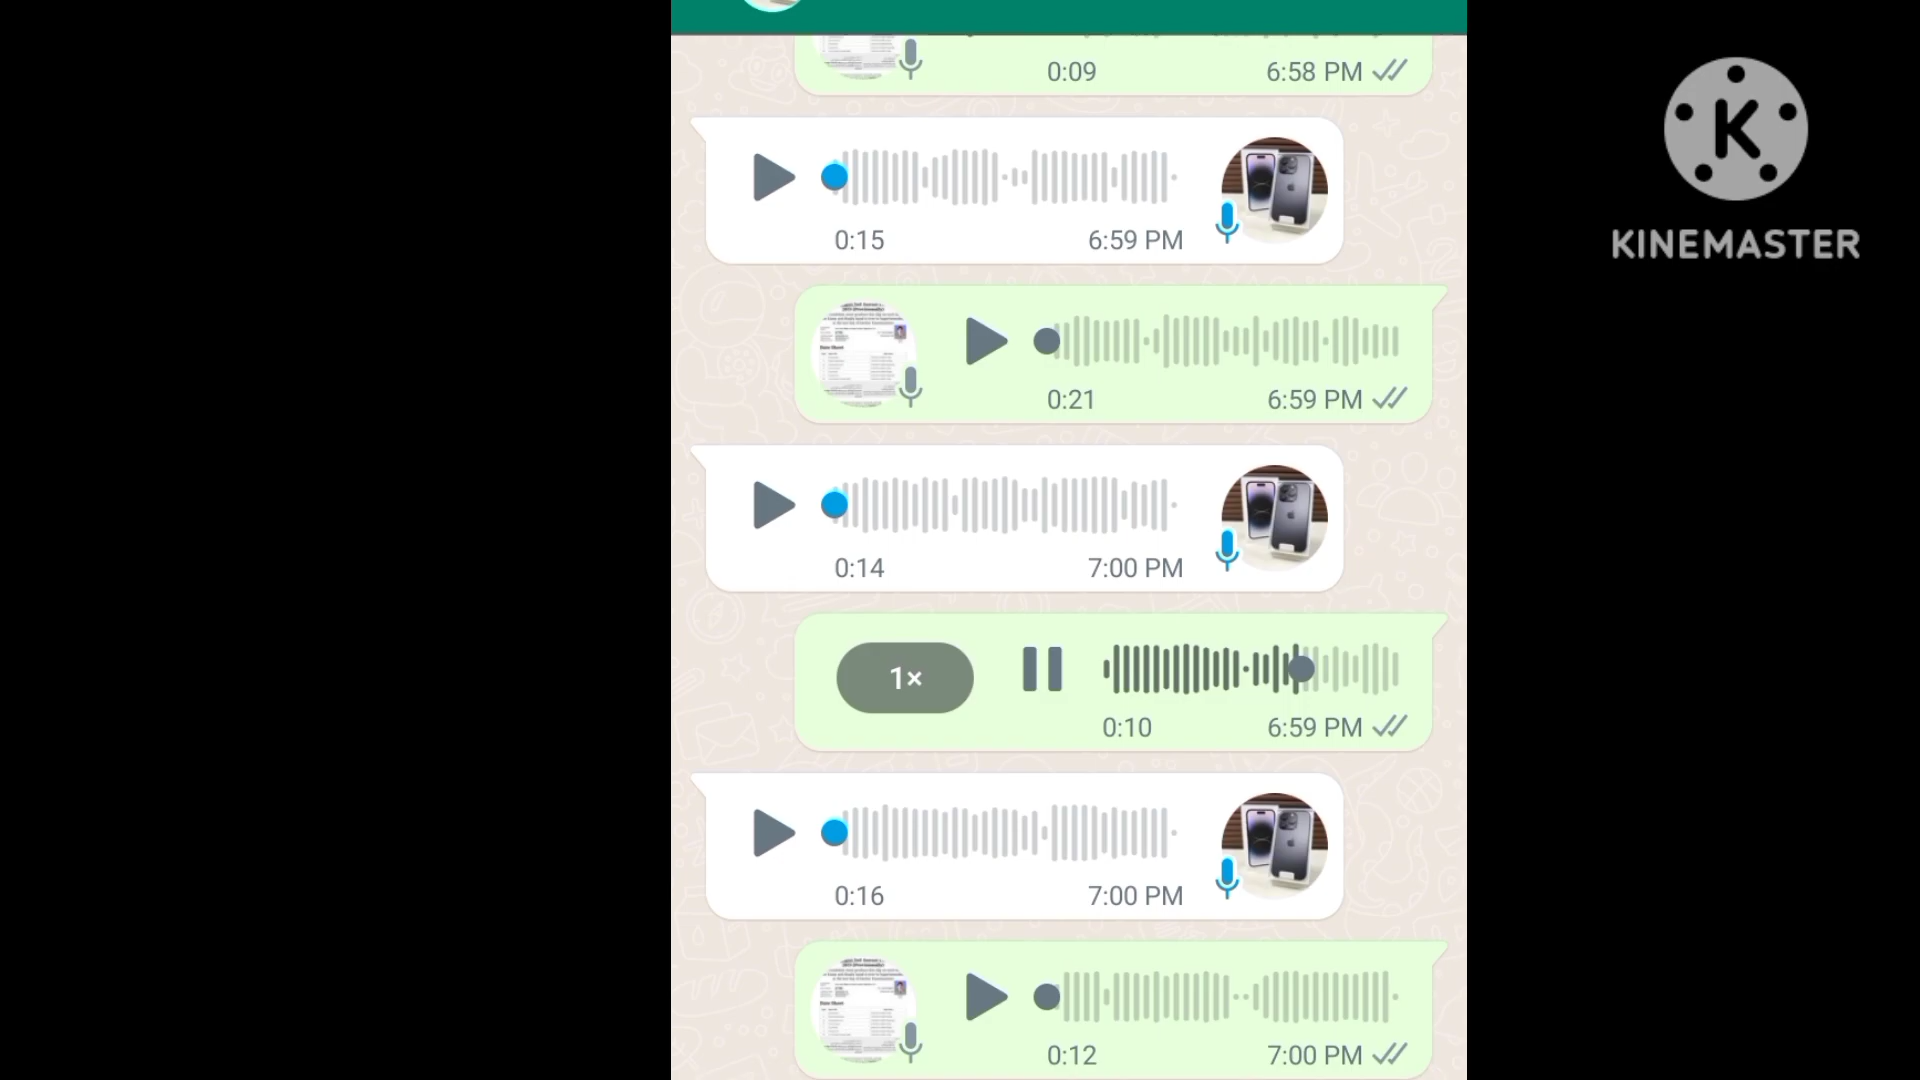 0:09 6:58 PM
K
KINEMASTER
0:15 6:59 PM
0:21 6:59 PM
0:14 7:00 PM
1×
0:10 6:59 PM
0:16 7:00 PM
0:12 7:00 PM